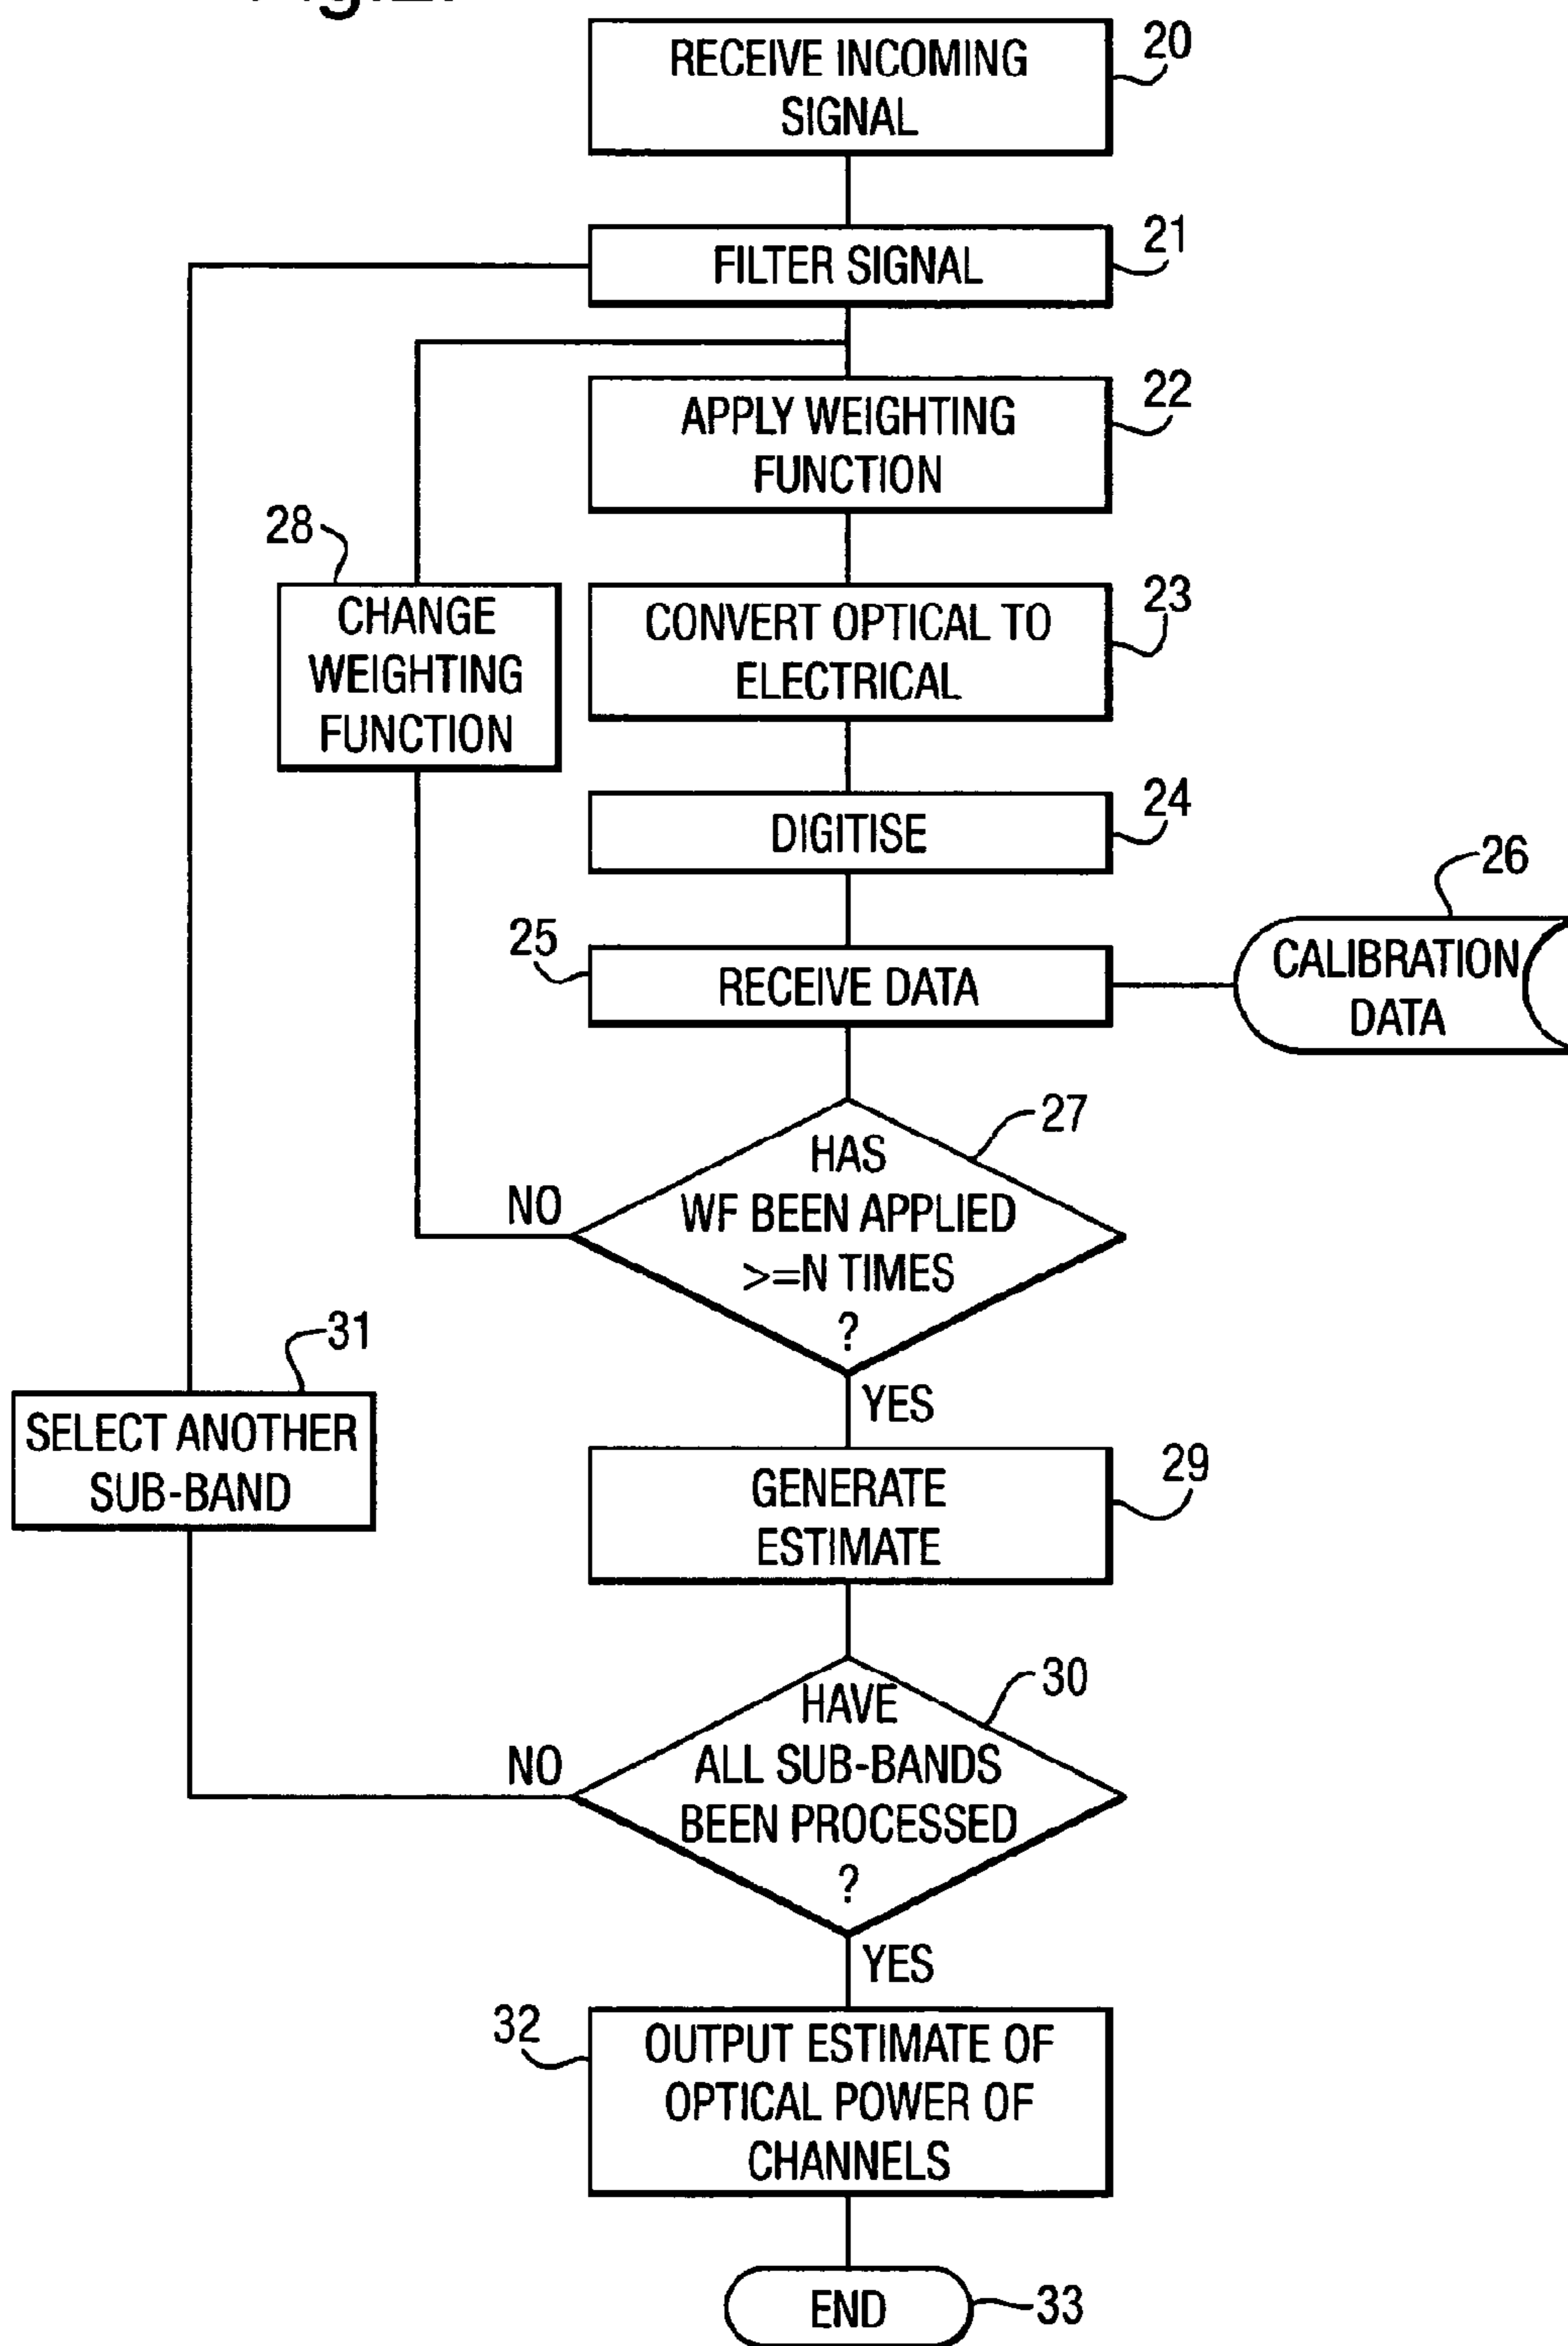 RECEIVE INCOMING
SIGNAL
20
FILTER SIGNAL
21
APPLY WEIGHTING
FUNCTION
22
28
CHANGE
WEIGHTING
FUNCTION
CONVERT OPTICAL TO
ELECTRICAL
23
DIGITISE
24
25
RECEIVE DATA
26
CALIBRATION
DATA
27
HAS
WF BEEN APPLIED
>=N TIMES
?
NO
YES
31
SELECT ANOTHER
SUB-BAND
GENERATE
ESTIMATE
29
30
HAVE
ALL SUB-BANDS
BEEN PROCESSED
?
NO
YES
32
OUTPUT ESTIMATE OF
OPTICAL POWER OF
CHANNELS
END
33